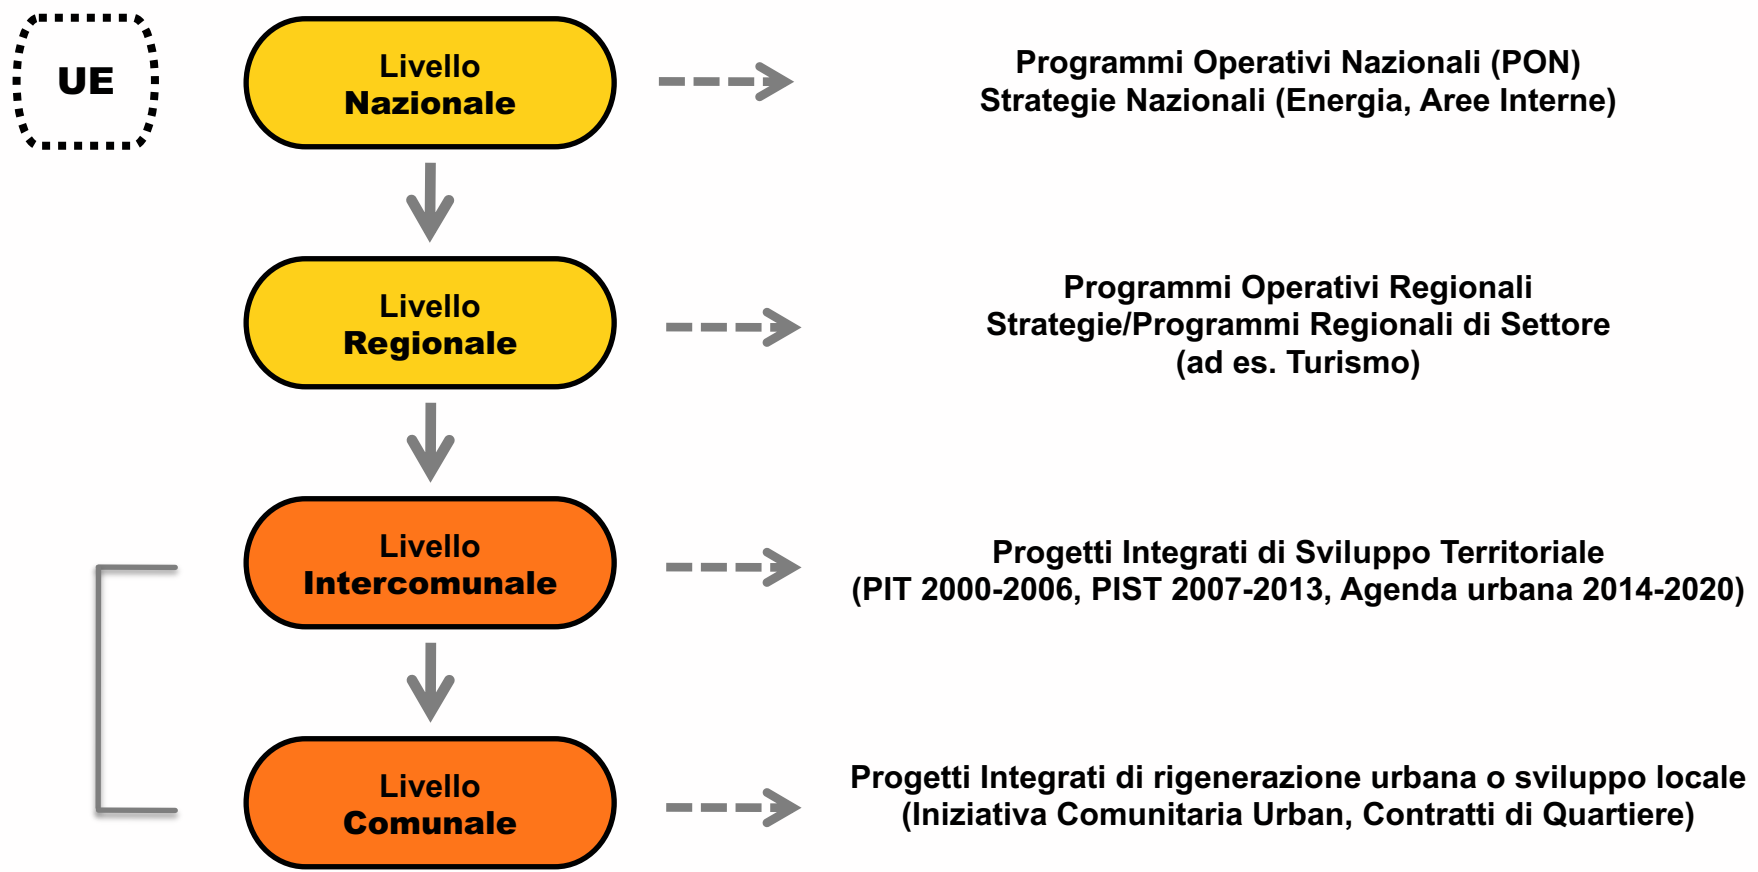 UE
Livello
Nazionale
Programmi Operativi Nazionali (PON)
Strategie Nazionali (Energia, Aree Interne)
Livello
Regionale
Programmi Operativi Regionali
Strategie/Programmi Regionali di Settore
(ad es. Turismo)
Livello
Intercomunale
Progetti Integrati di Sviluppo Territoriale
(PIT 2000-2006, PIST 2007-2013, Agenda urbana 2014-2020)
Livello
Comunale
Progetti Integrati di rigenerazione urbana o sviluppo locale
(Iniziativa Comunitaria Urban, Contratti di Quartiere)